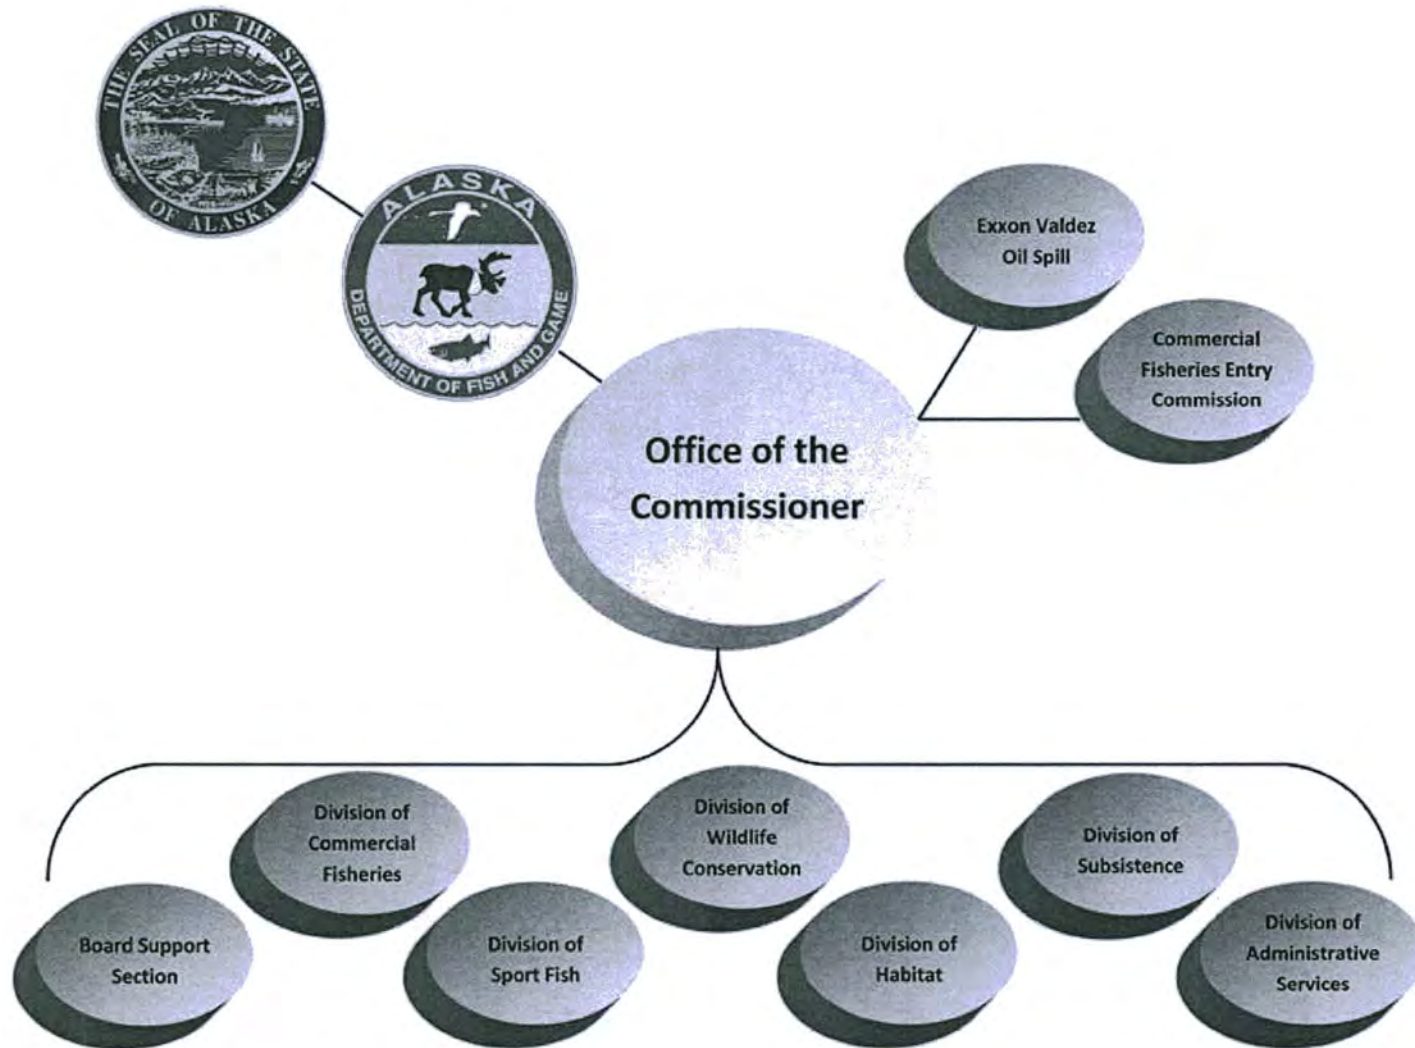 THE SEAL OF THE STATE
OF ALASKA
ALASKA
DEPARTMENT OF FISH AND GAME
Exxon Valdez
Oil Spill
Commercial
Fisheries Entry
Commission
Office of the
Commissioner
Division of
Commercial
Fisheries
Division of
Wildlife
Conservation
Division of
Subsistence
Board Support
Section
Division of
Sport Fish
Division of
Habitat
Division of
Administrative
Services